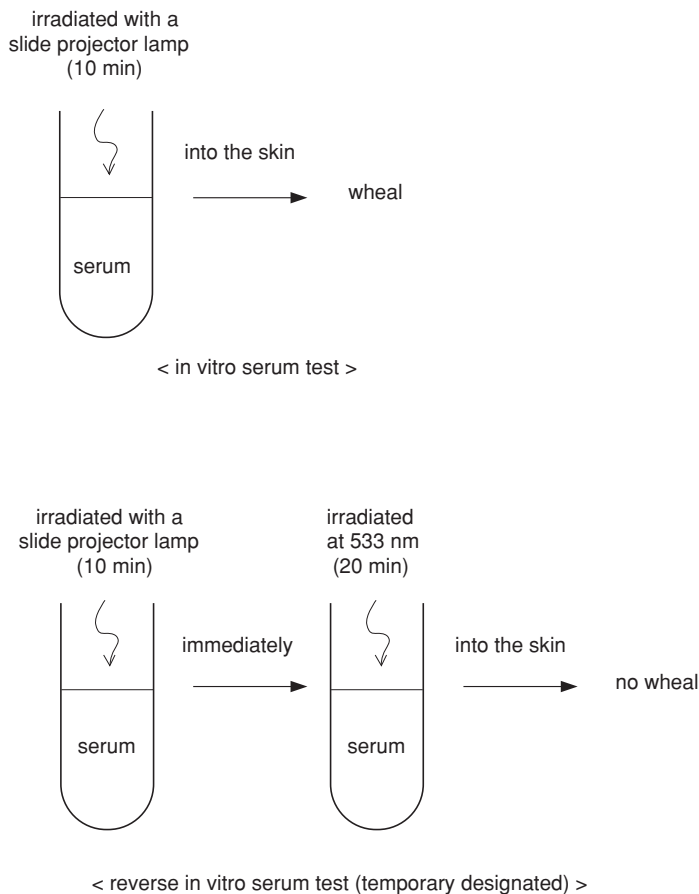 irradiated with a
slide projector lamp
(10 min)
into the skin
wheal
serum
< in vitro serum test >
irradiated with a
slide projector lamp
(10 min)
irradiated
at 533 nm
(20 min)
immediately
into the skin
no wheal
serum
serum
< reverse in vitro serum test (temporary designated) >